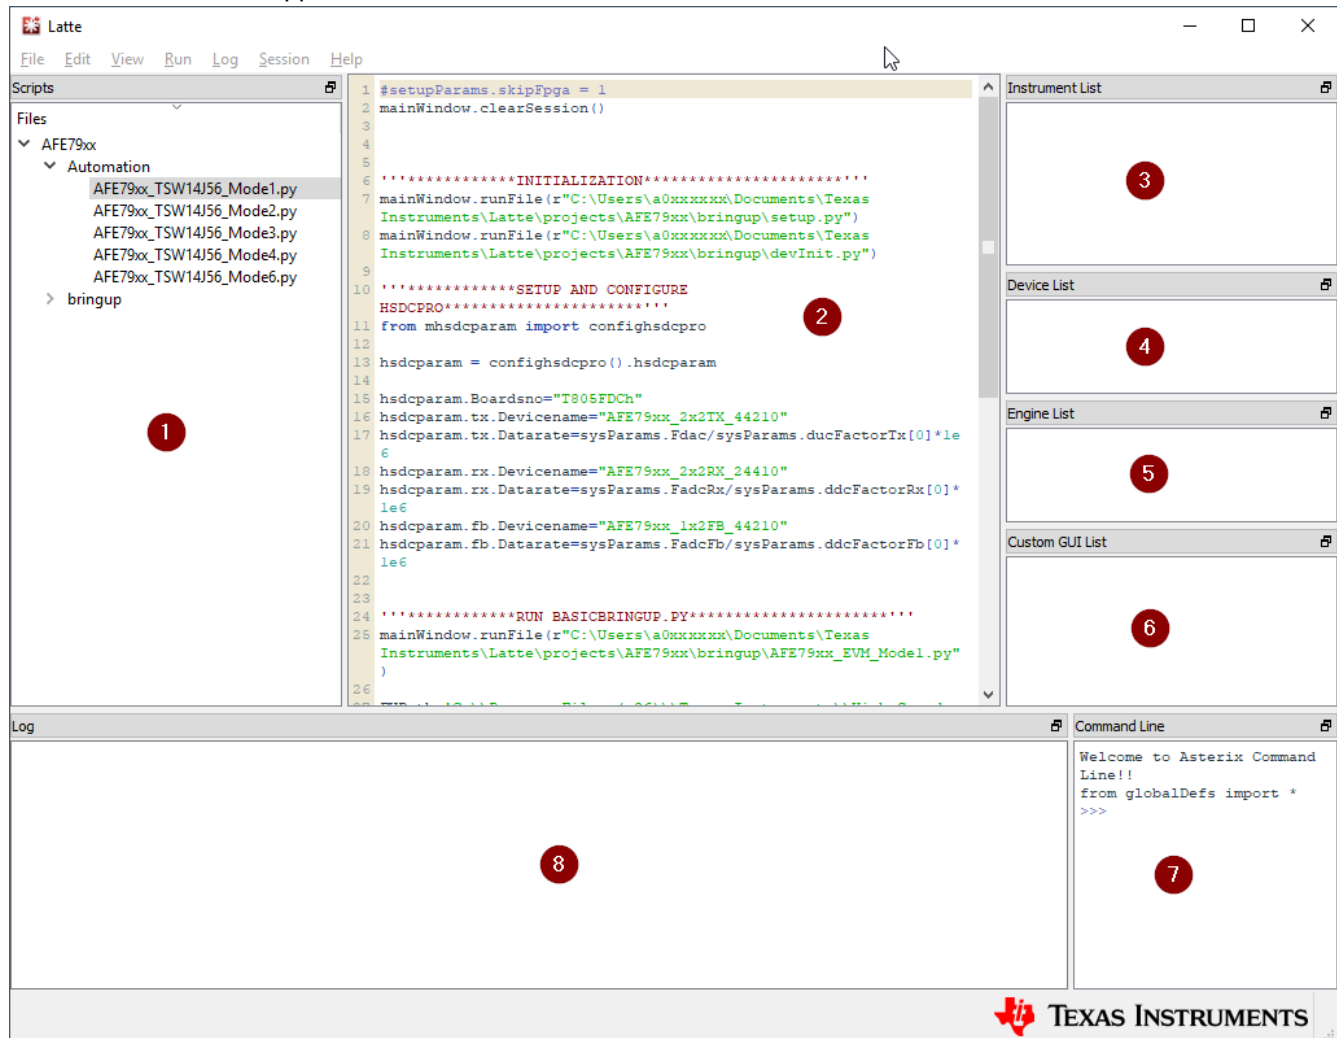 Latte
File Edit View Run Log Session Help
Scripts
Files
AFE79xx
Automation
AFE79xx_TSW14J56_Mode1.py
AFE79xx_TSW14J56_Mode2.py
AFE79xx_TSW14J56_Mode3.py
AFE79xx_TSW14J56_Mode4.py
AFE79xx_TSW14J56_Mode6.py
bringup
1
1 #setupParams.skipFpga = 1
2 mainWindow.clearSession()
3
4
5
6 '''************INITIALIZATION**********************'''
7 mainWindow.runFile(r"C:\Users\a0xxxxxx\Documents\Texas
Instruments\Latte\projects\AFE79xx\bringup\setup.py")
8 mainWindow.runFile(r"C:\Users\a0xxxxxx\Documents\Texas
Instruments\Latte\projects\AFE79xx\bringup\devInit.py")
9
10 '''************SETUP AND CONFIGURE
HSDCPRO**********************'''
11 from mhsdcparam import confighsdcpro
12
13 hsdcparam = confighsdcpro().hsdcparam
14
15 hsdcparam.Boardsno="T805FDCh"
16 hsdcparam.tx.Devicename="AFE79xx_2x2TX_44210"
17 hsdcparam.tx.Datarate=sysParams.Fdac/sysParams.ducFactorTx[0]*1e
6
18 hsdcparam.rx.Devicename="AFE79xx_2x2RX_24410"
19 hsdcparam.rx.Datarate=sysParams.FadcRx/sysParams.ddcFactorRx[0]*
1e6
20 hsdcparam.fb.Devicename="AFE79xx_1x2FB_44210"
21 hsdcparam.fb.Datarate=sysParams.FadcFb/sysParams.ddcFactorFb[0]*
1e6
22
23
24 '''************RUN BASICBRINGUP.PY**********************'''
25 mainWindow.runFile(r"C:\Users\a0xxxxxx\Documents\Texas
Instruments\Latte\projects\AFE79xx\bringup\AFE79xx_EVM_Mode1.py"
)
26
2
Instrument List
3
Device List
4
Engine List
5
Custom GUI List
6
Log
8
Command Line
Welcome to Asterix Command
Line!!
from globalDefs import *
>>>
7
TEXAS INSTRUMENTS